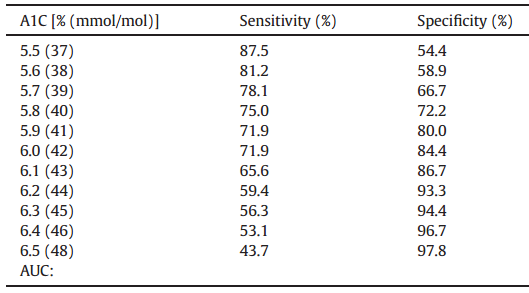 A1C [% (mmol/mol)] Sensitivity (%) Specificity (%)
5.5 (37) 87.5 54.4
5.6 (38) 81.2 58.9
5.7 (39) 78.1 66.7
5.8 (40) 75.0 72.2
5.9 (41) 71.9 80.0
6.0 (42) 71.9 84.4
6.1 (43) 65.6 86.7
6.2 (44) 59.4 93.3
6.3 (45) 56.3 94.4
6.4 (46) 53.1 96.7
6.5 (48) 43.7 97.8
AUC: